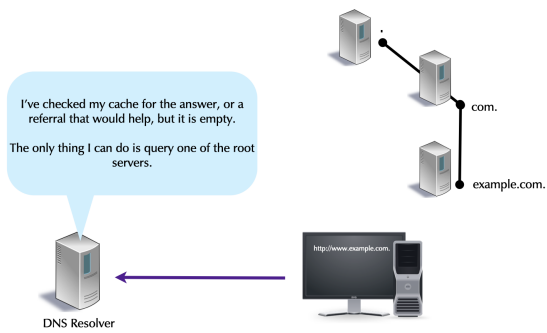 .
com.
example.com.
I've checked my cache for the answer, or a
referral that would help, but it is empty.
The only thing I can do is query one of the root
servers.
http://www.example.com.
DNS Resolver